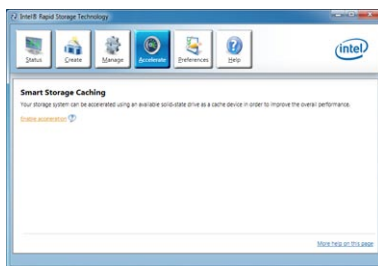 Intel® Rapid Storage Technology
Status
Create
Manage
Accelerate
Preferences
Help
intel
Smart Storage Caching
Your storage system can be accelerated using an available solid-state drive as a cache device in order to improve the overall performance.
Enable acceleration
More help on this page